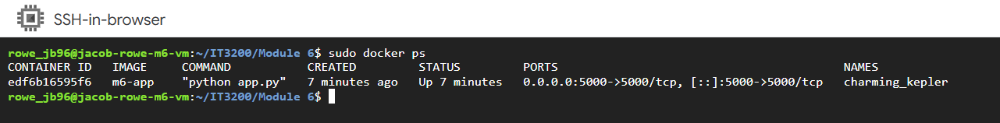 SSH-in-browser
rowe_jb96@jacob-rowe-m6-vm:~/IT3200/Module 6$ sudo docker ps
CONTAINER ID   IMAGE     COMMAND           CREATED         STATUS         PORTS                                         NAMES
edf6b16595f6   m6-app    "python app.py"   7 minutes ago   Up 7 minutes   0.0.0.0:5000->5000/tcp, [::]:5000->5000/tcp   charming_kepler
rowe_jb96@jacob-rowe-m6-vm:~/IT3200/Module 6$